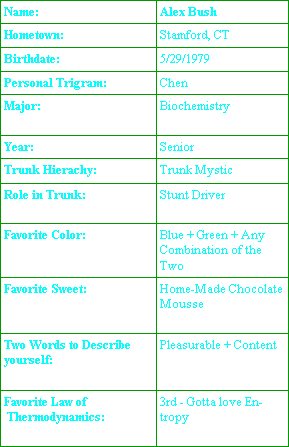 Name: Alex Bush
Hometown: Stamford, CT
Birthdate: 5/29/1979
Personal Trigram: Chen
Major: Biochemistry
Year: Senior
Trunk Hierachy: Trunk Mystic
Role in Trunk: Stunt Driver
Favorite Color: Blue + Green + Any
Combination of the
Two
Favorite Sweet: Home-Made Chocolate
Mousse
Two Words to Describe
yourself: Pleasurable + Content
Favorite Law of
Thermodynamics: 3rd - Gotta love En-
tropy